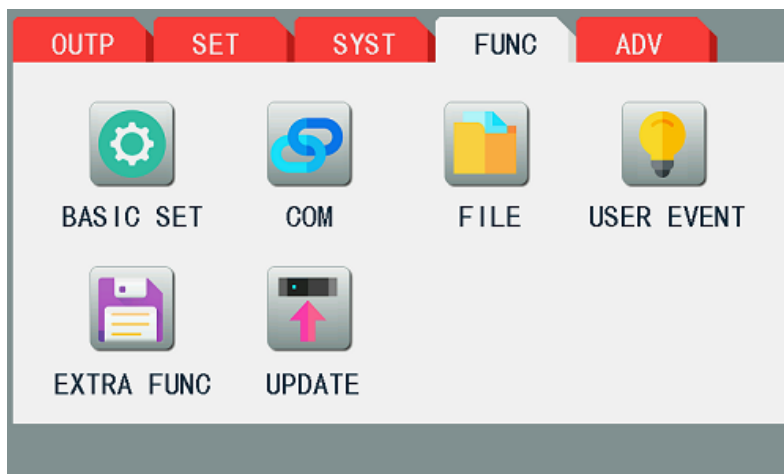 OUTP SET SYST FUNC ADV
BASIC SET COM FILE USER EVENT
EXTRA FUNC UPDATE